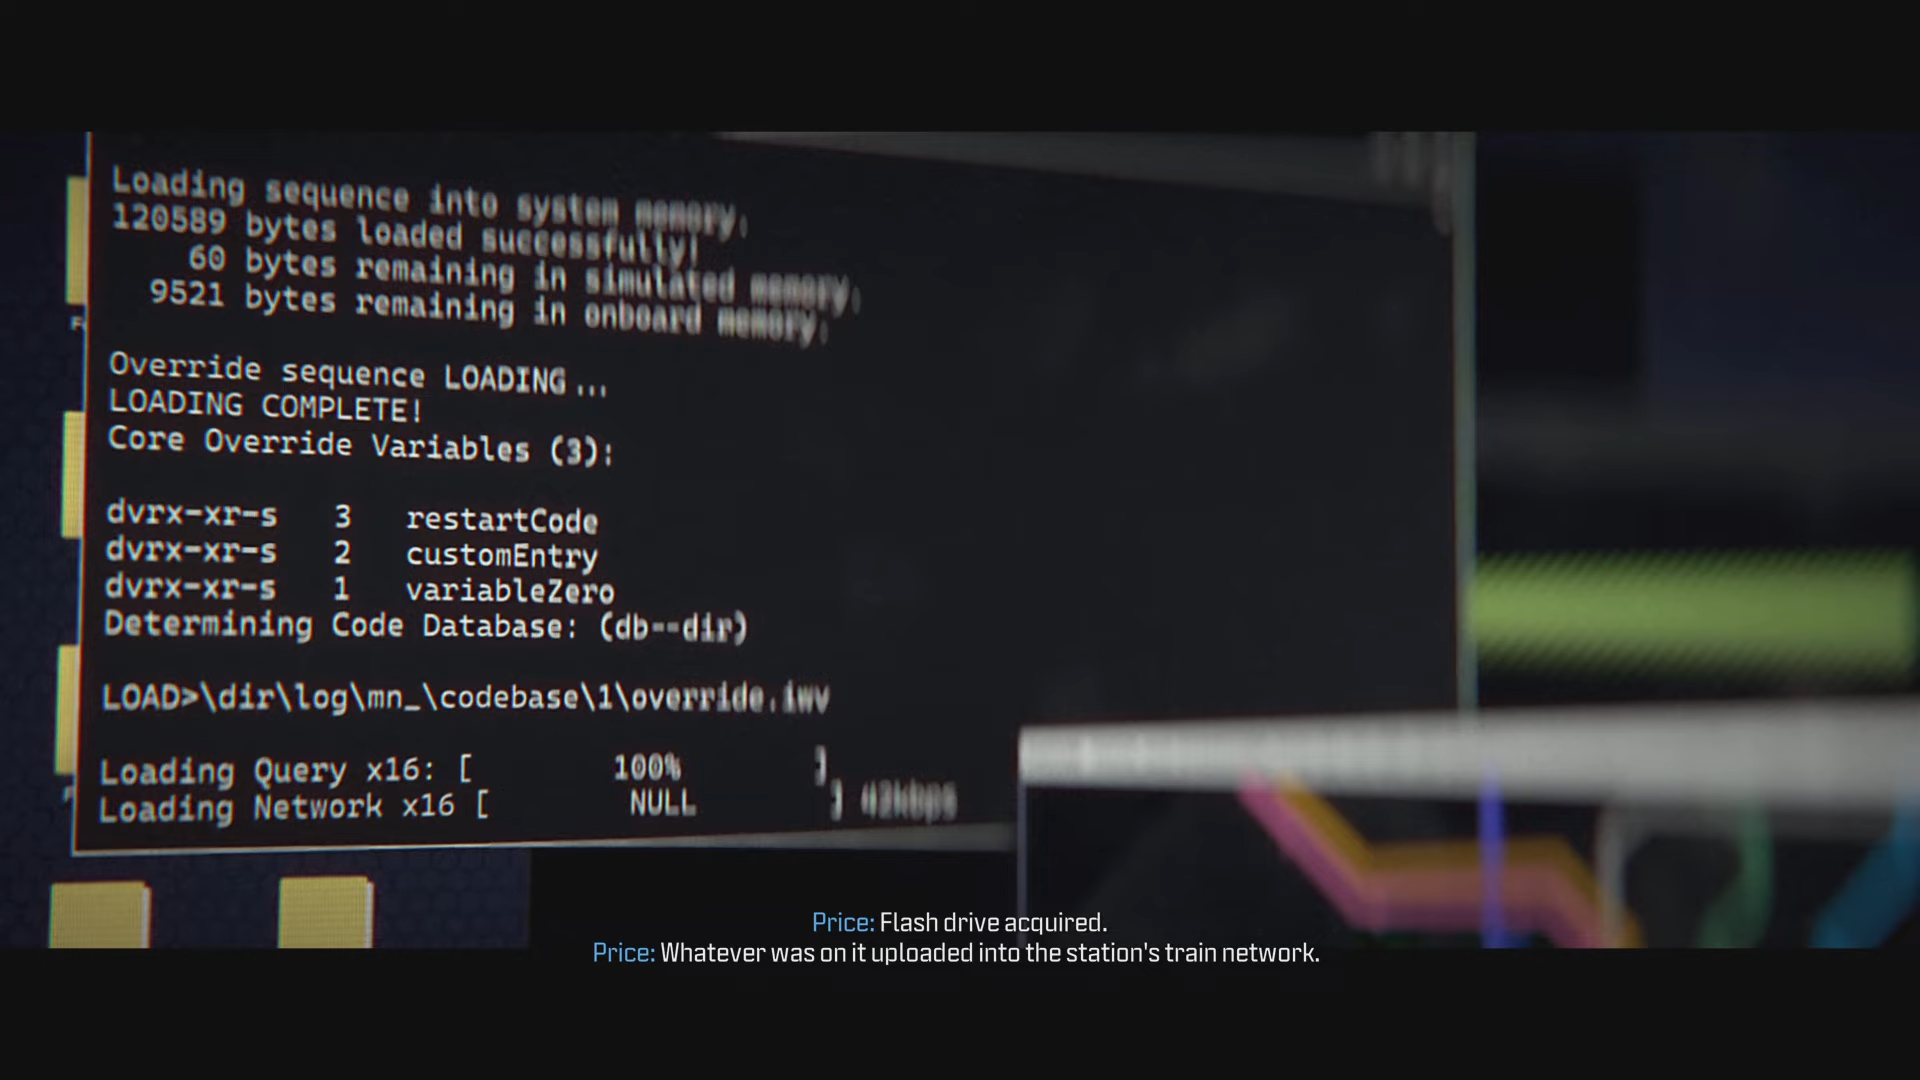 Loading sequence into system memory.
120589 bytes loaded successfully!
60 bytes remaining in simulated memory.
9521 bytes remaining in onboard memory.
Override sequence LOADING...
LOADING COMPLETE!
Core Override Variables (3):
dvrx-xr-s 3 restartCode
dvrx-xr-s 2 customEntry
dvrx-xr-s 1 variableZero
Determining Code Database: (db--dir)
LOAD>\dir\log\mn_\codebase\1\override.iwv
Loading Query x16: [ 100% ]
Loading Network x16 [ NULL ] 42kbps
Price: Flash drive acquired.
Price: Whatever was on it uploaded into the station's train network.